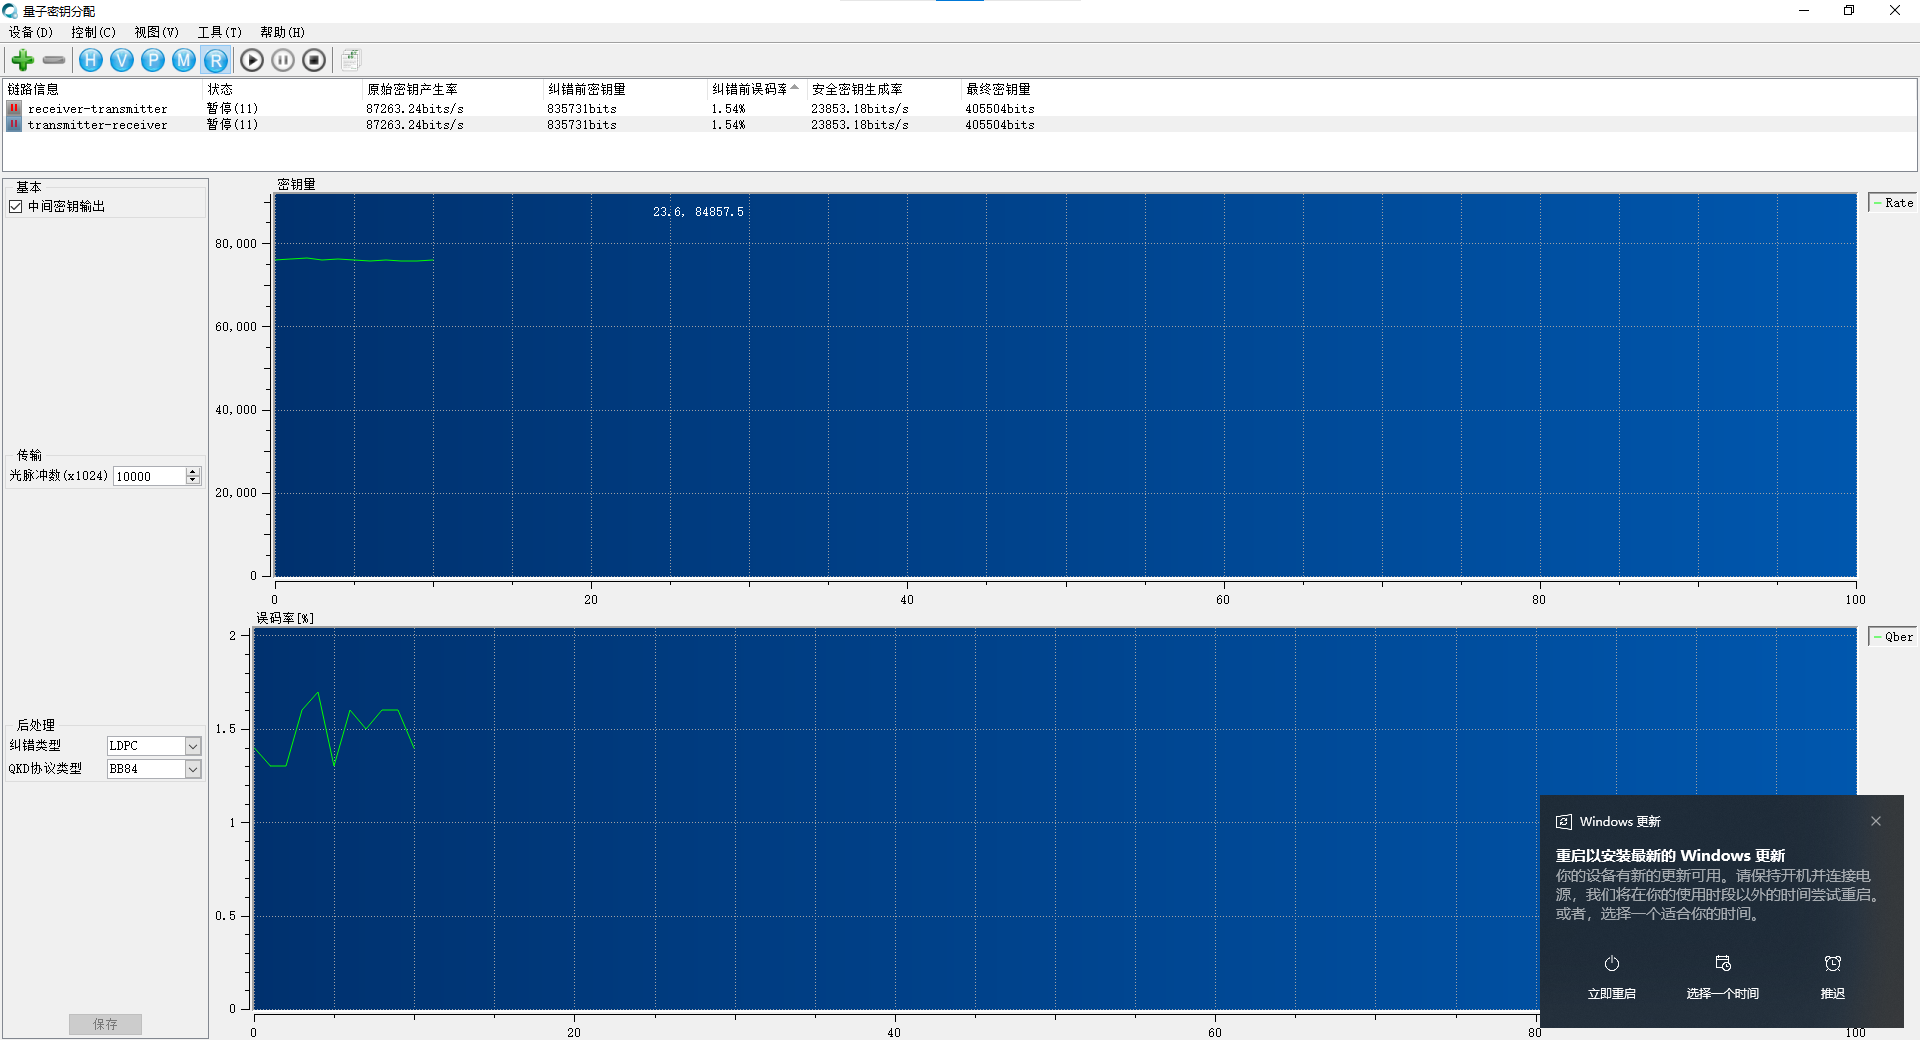 量子密钥分配
设备(D) 控制(C) 视图(V) 工具(T) 帮助(H)
H V P M R
链路信息 状态 原始密钥产生率 纠错前密钥量 纠错前误码率 安全密钥生成率 最终密钥量
receiver-transmitter 暂停(11) 87263.24bits/s 835731bits 1.54% 23853.18bits/s 405504bits
transmitter-receiver 暂停(11) 87263.24bits/s 835731bits 1.54% 23853.18bits/s 405504bits
基本
中间密钥输出
传输
光脉冲数(x1024) 10000
后处理
纠错类型 LDPC
QKD协议类型 BB84
保存
密钥量
23.6, 84857.5
Rate
80,000
60,000
40,000
20,000
0
0 20 40 60 80 100
误码率[%]
Qber
2
1.5
1
0.5
0
0 20 40 60 80 100
Windows 更新
重启以安装最新的 Windows 更新
你的设备有新的更新可用。请保持开机并连接电
源，我们将在你的使用时段以外的时间尝试重启。
或者，选择一个适合你的时间。
立即重启 选择一个时间 推迟